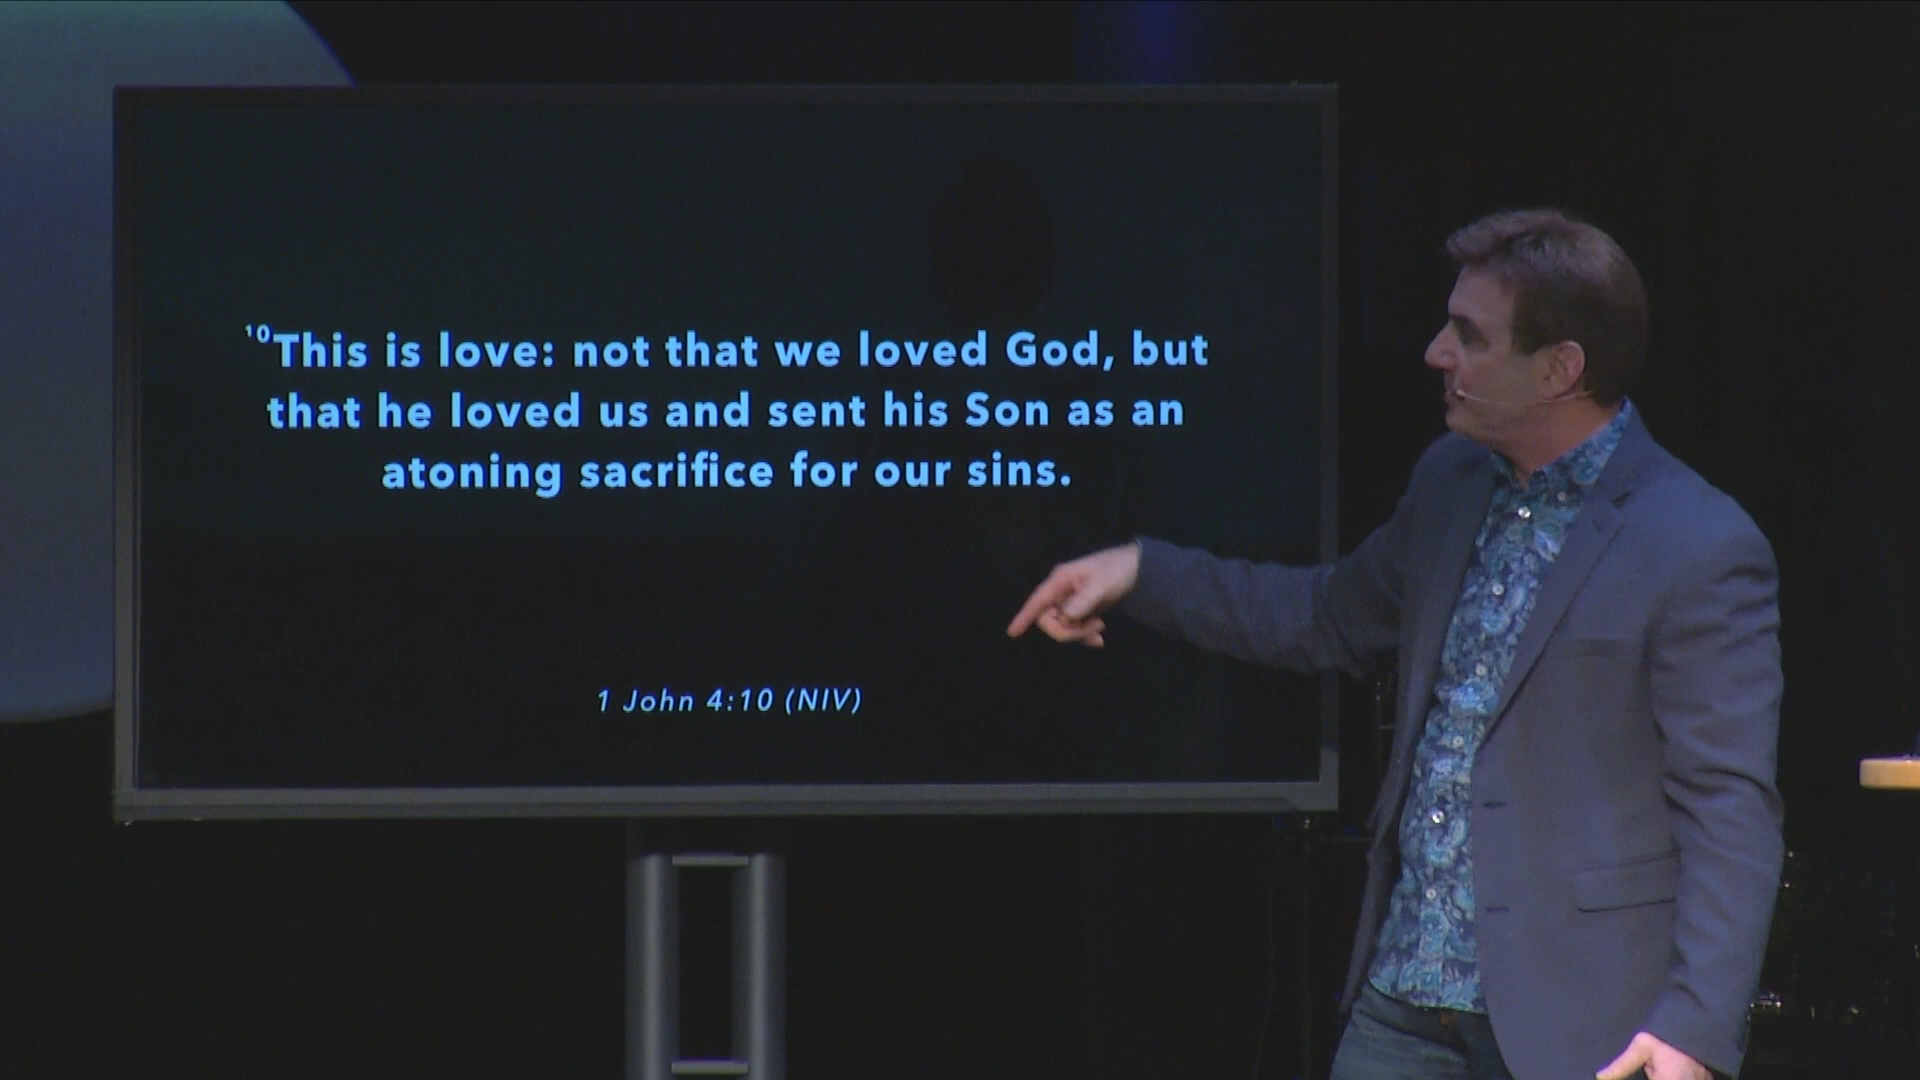 ¹⁰This is love: not that we loved God, but
that he loved us and sent his Son as an
atoning sacrifice for our sins.
1 John 4:10 (NIV)